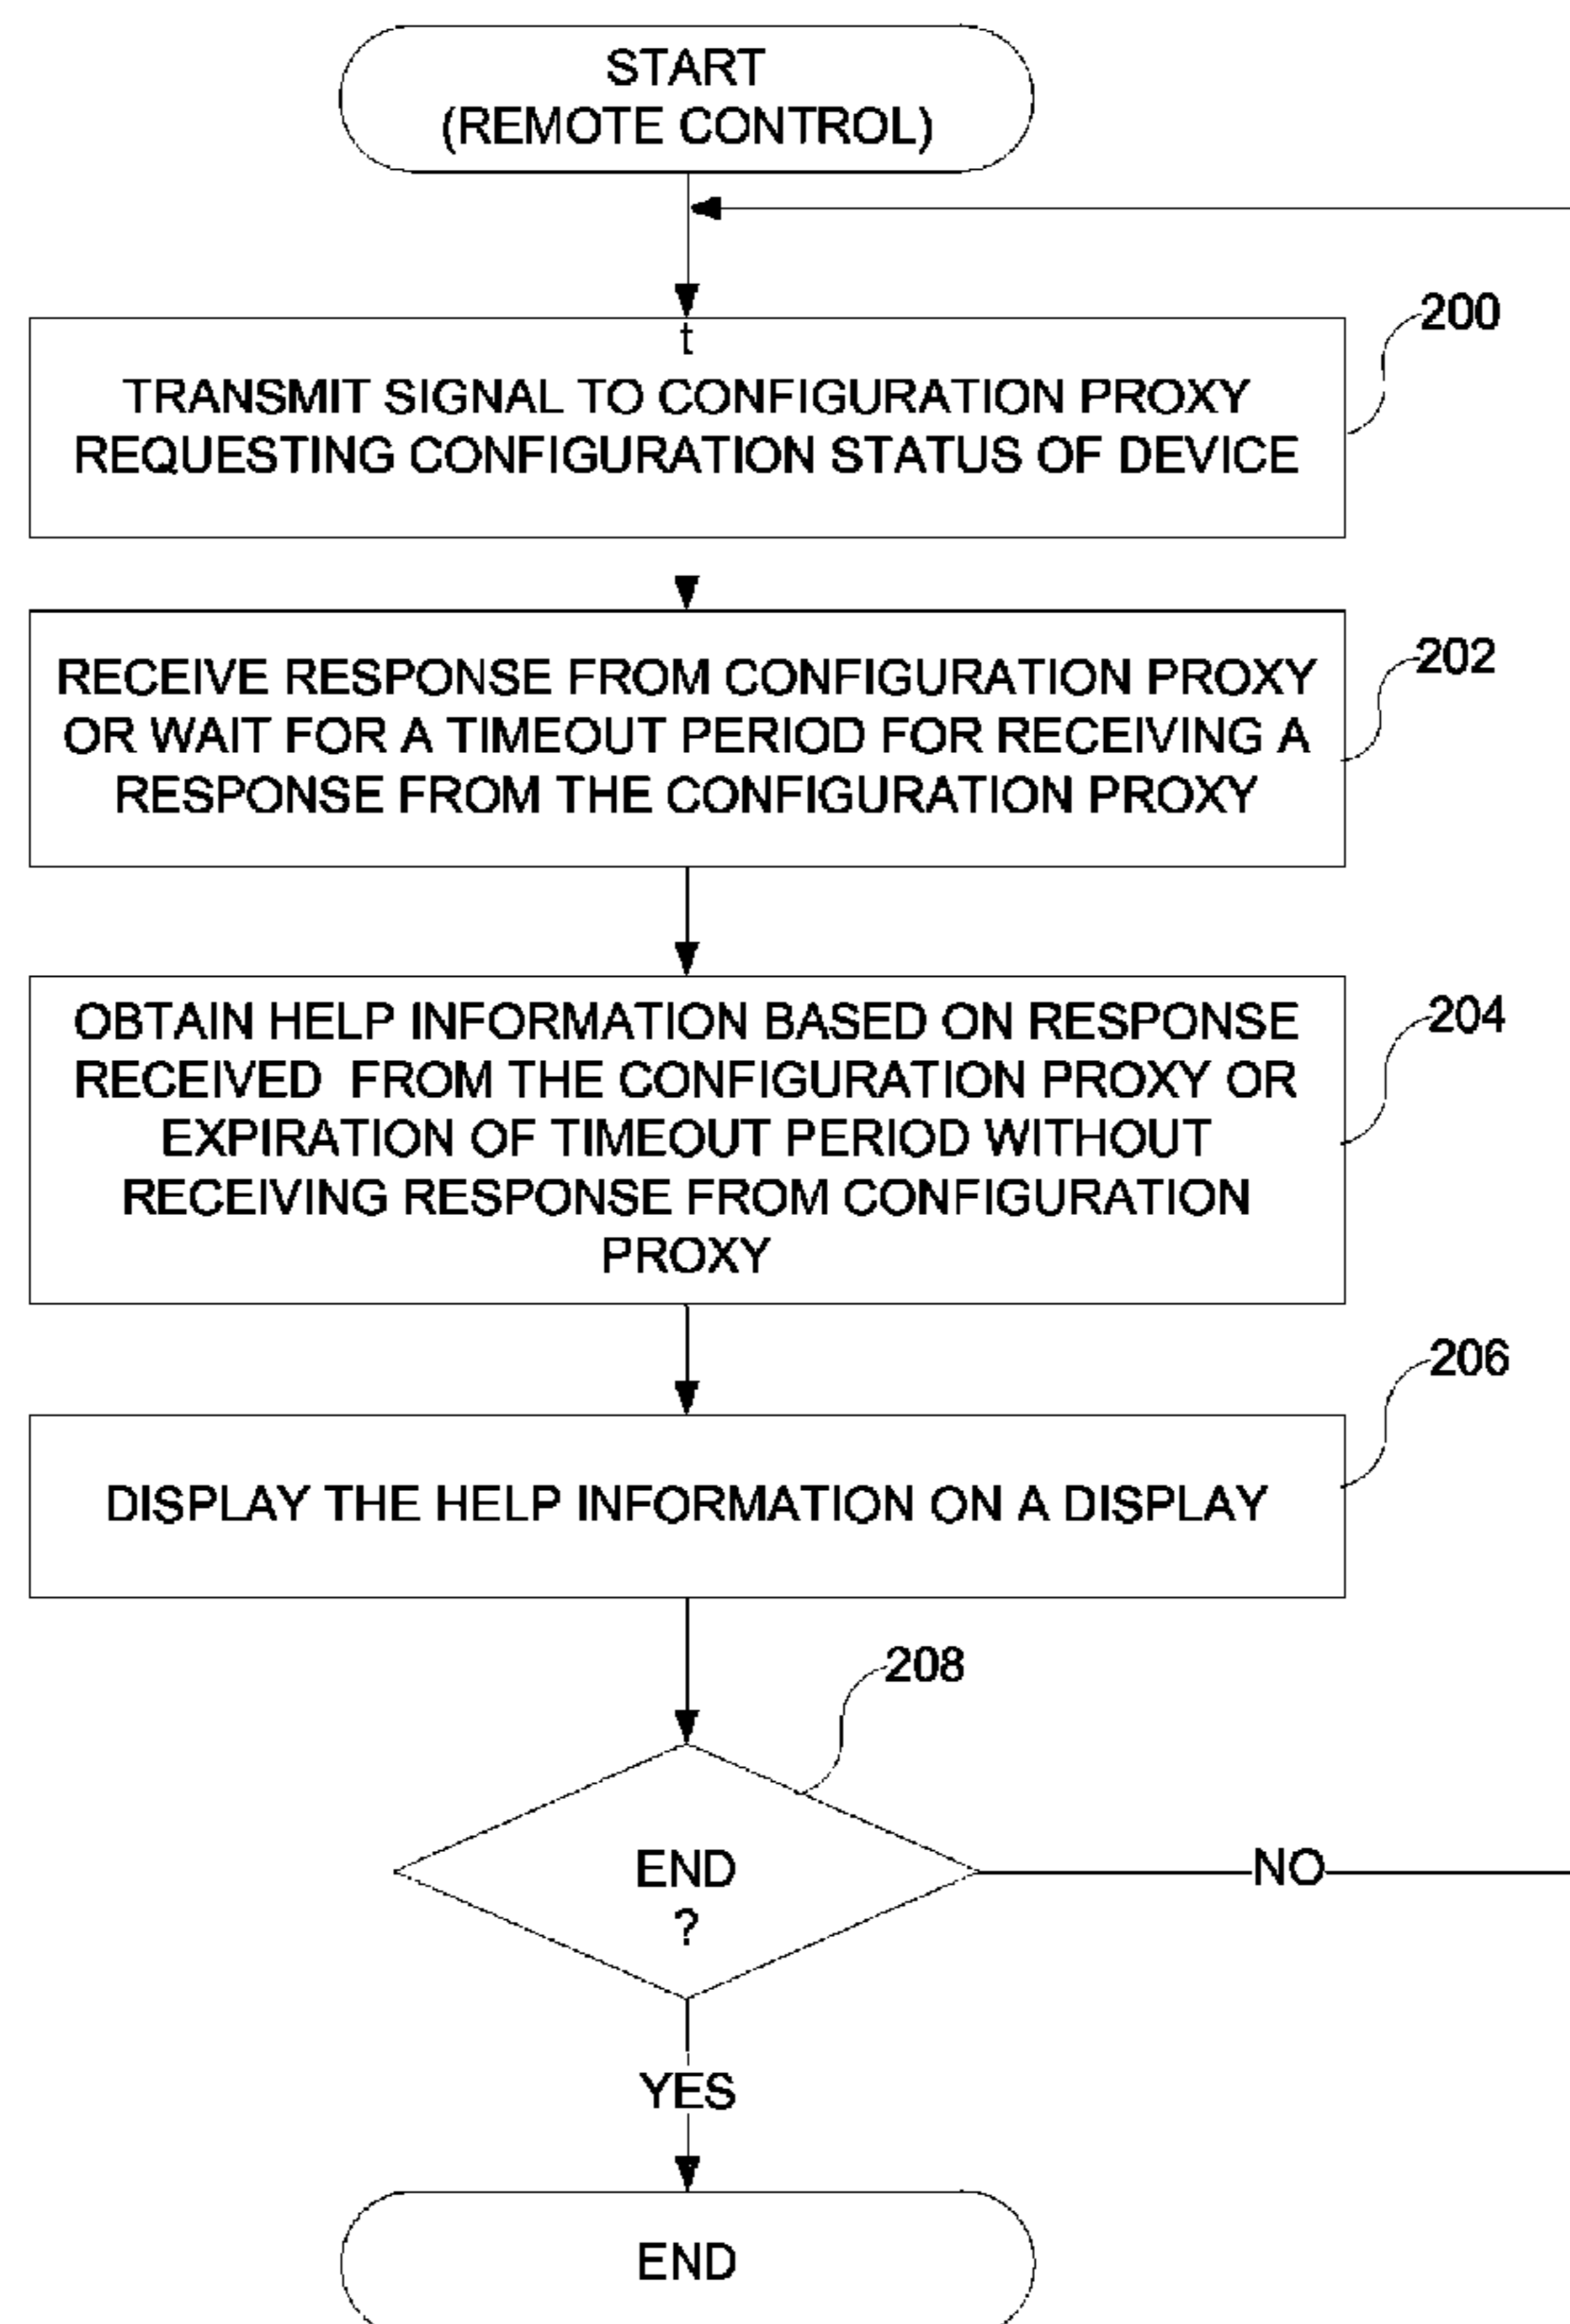 START
(REMOTE CONTROL)
200
t
TRANSMIT SIGNAL TO CONFIGURATION PROXY
REQUESTING CONFIGURATION STATUS OF DEVICE
202
RECEIVE RESPONSE FROM CONFIGURATION PROXY
OR WAIT FOR A TIMEOUT PERIOD FOR RECEIVING A
RESPONSE FROM THE CONFIGURATION PROXY
204
OBTAIN HELP INFORMATION BASED ON RESPONSE
RECEIVED FROM THE CONFIGURATION PROXY OR
EXPIRATION OF TIMEOUT PERIOD WITHOUT
RECEIVING RESPONSE FROM CONFIGURATION
PROXY
206
DISPLAY THE HELP INFORMATION ON A DISPLAY
208
END
?
NO
YES
END